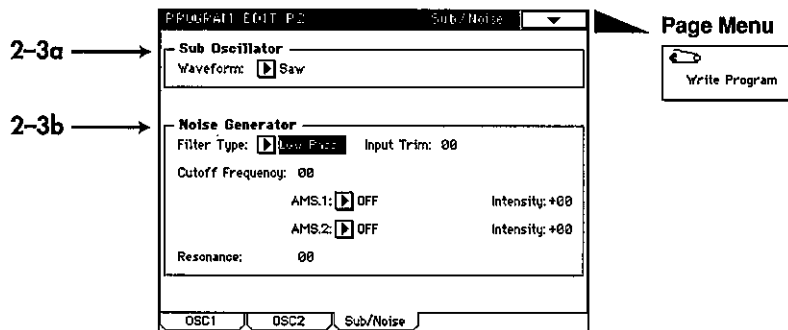 PROGRAM EDIT P2 Sub/Noise
Page Menu
Write Program
2-3a
Sub Oscillator
Waveform: Saw
2-3b
Noise Generator
Filter Type: Low Pass Input Trim: 00
Cutoff Frequency: 00
AMS.1: OFF Intensity: +00
AMS.2: OFF Intensity: +00
Resonance: 00
OSC1 OSC2 Sub/Noise